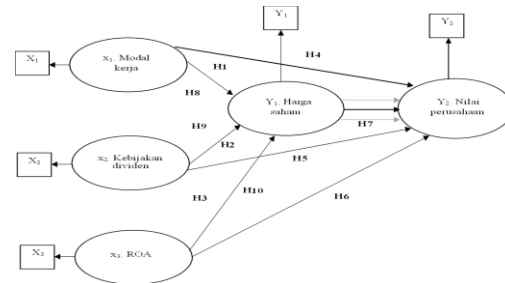 Y1
Y2
X1
x1. Modal
kerja
H1
H4
H8
Y1. Harga
saham
Y2. Nilai
perusahaan
H9
H7
X2
x2. Kebijakan
dividen
H2
H5
H3
H10
H6
X3
x3. ROA